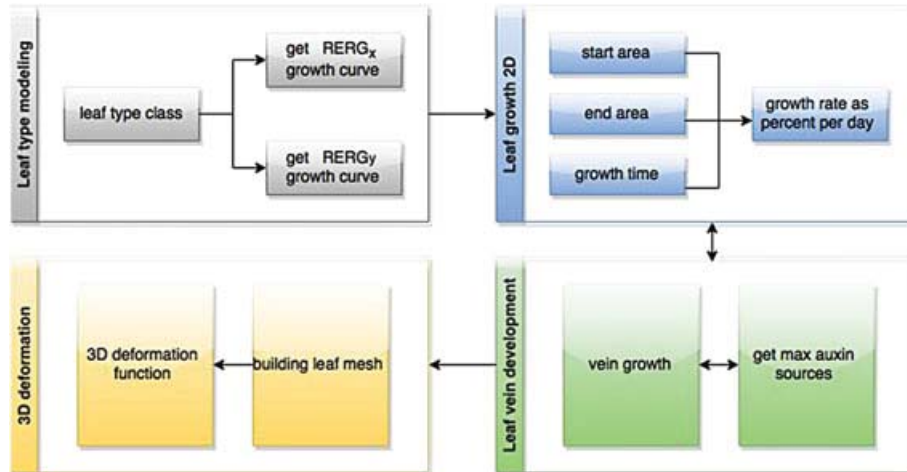 Leaf type modeling
leaf type class
get RERGx
growth curve
get RERGy
growth curve
Leaf growth 2D
start area
end area
growth time
growth rate as
percent per day
3D deformation
3D deformation
function
building leaf mesh
Leaf vein development
vein growth
get max auxin
sources